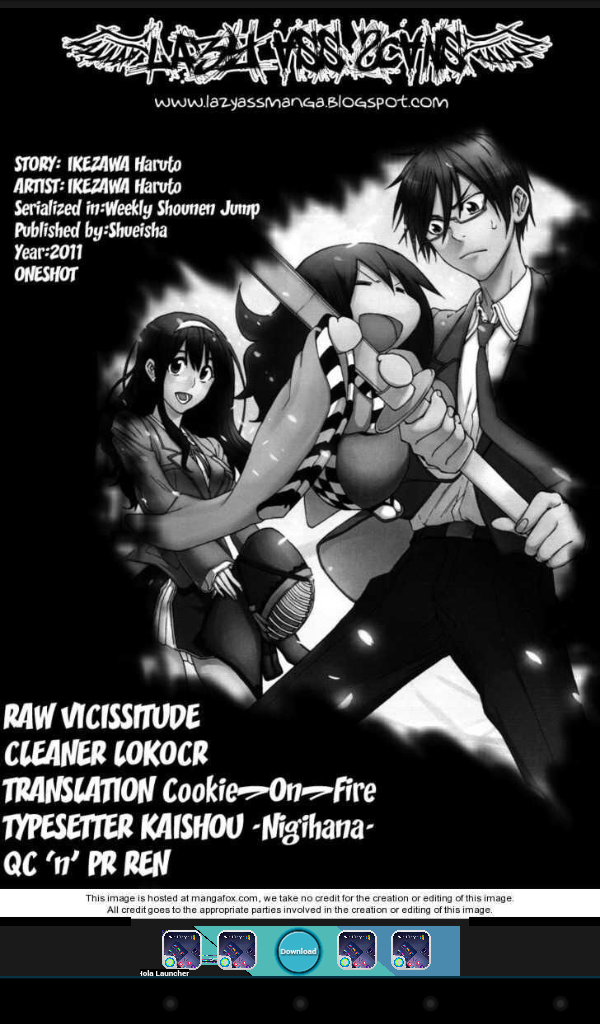 LAZY ASS SCANS
www.lazyassmanga.blogspot.com
STORY: IKEZAWA Haruto
ARTIST: IKEZAWA Haruto
Serialized in:Weekly Shounen Jump
Published by:Shueisha
Year:2011
ONESHOT
RAW VICISSITUDE
CLEANER LOKOCR
TRANSLATION Cookie-On-Fire
TYPESETTER KAISHOU -Nigihana-
QC 'n' PR REN
This image is hosted at mangafox.com, we take no credit for the creation or editing of this image.
All credit goes to the appropriate parties involved in the creation or editing of this image.
Download
Hola Launcher